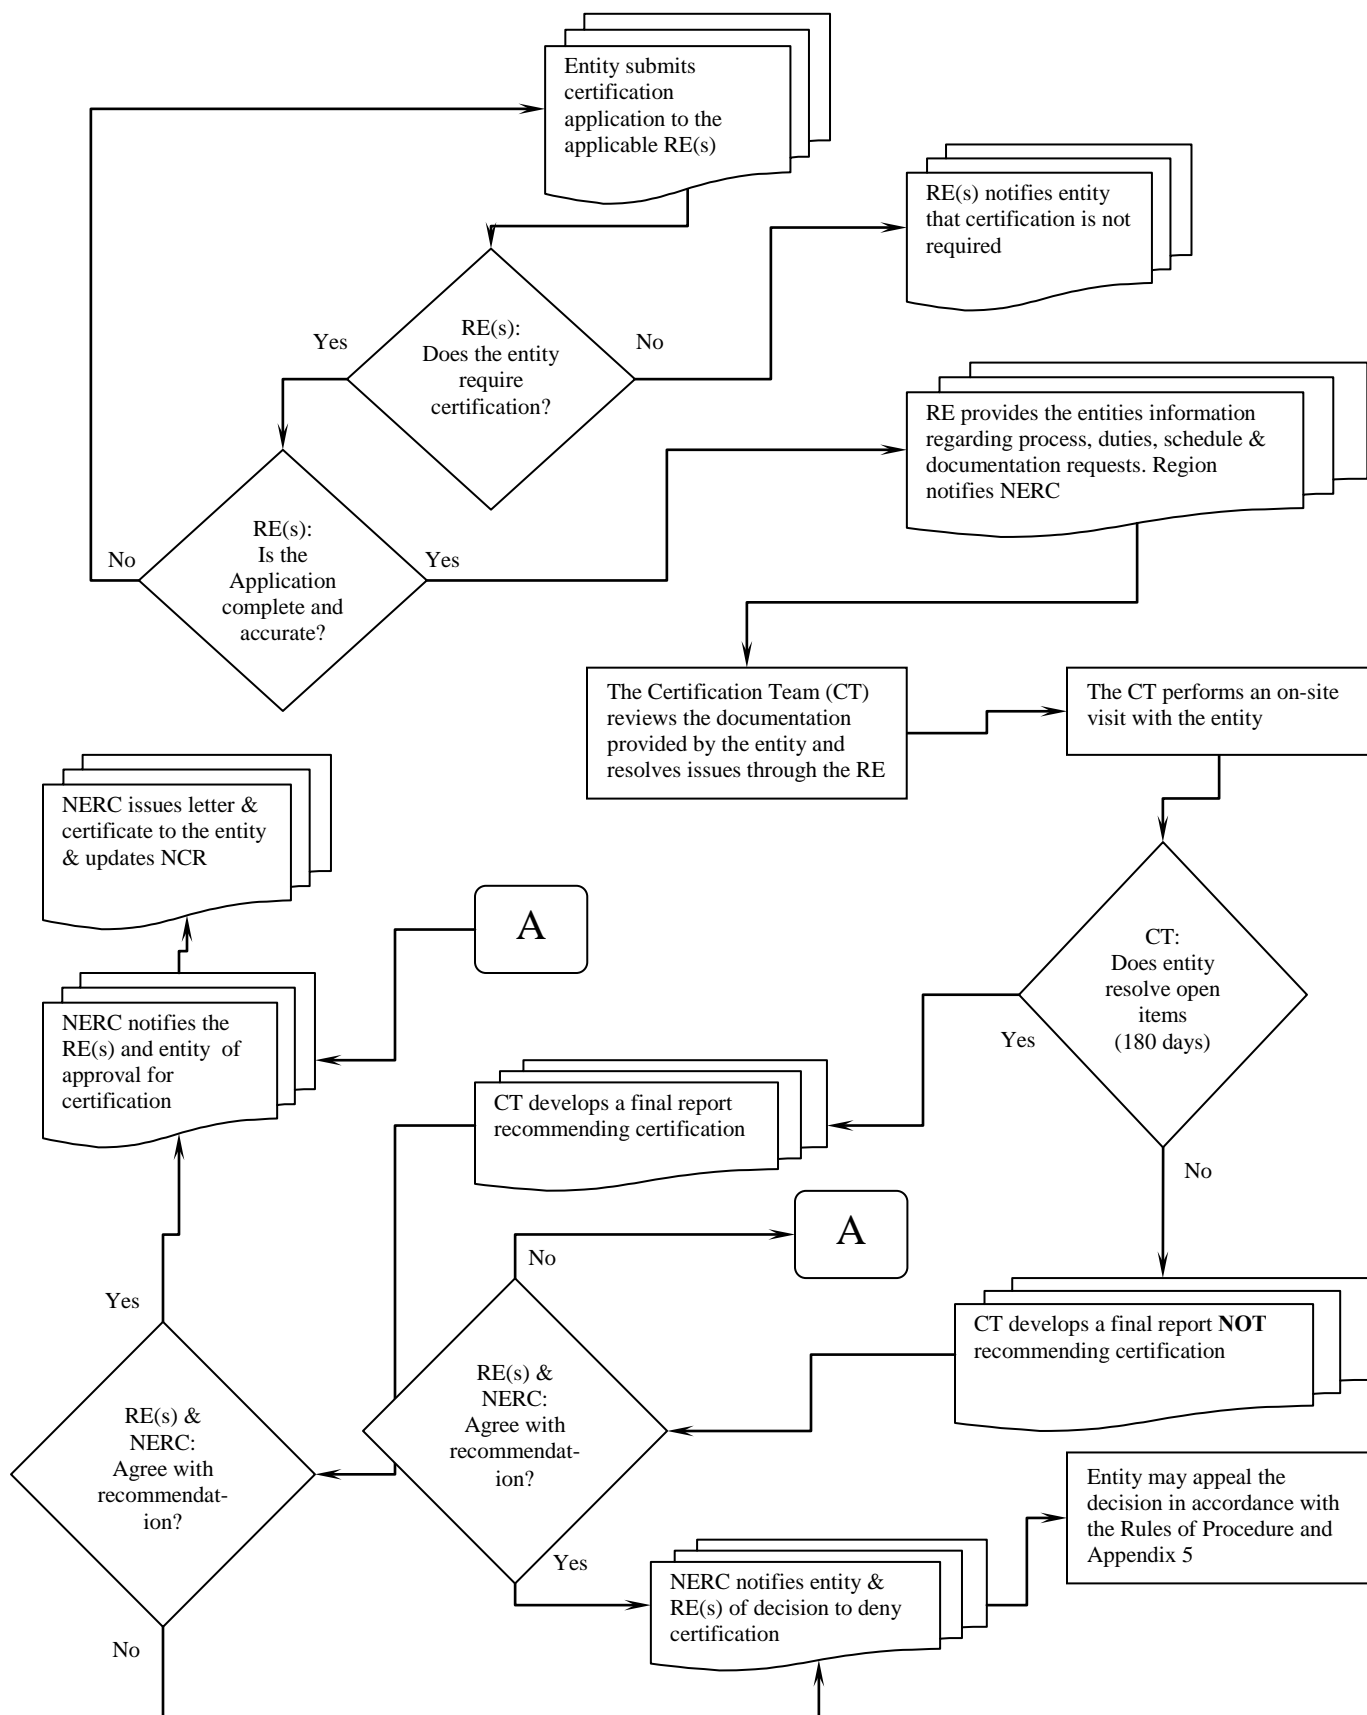 Entity submits
certification
application to the
applicable RE(s)
RE(s) notifies entity
that certification is not
required
RE(s):
Does the entity
require
certification?
Yes
No
RE provides the entities information
regarding process, duties, schedule &
documentation requests. Region
notifies NERC
RE(s):
Is the
Application
complete and
accurate?
No
Yes
The Certification Team (CT)
reviews the documentation
provided by the entity and
resolves issues through the RE
The CT performs an on-site
visit with the entity
NERC issues letter &
certificate to the entity
& updates NCR
A
CT:
Does entity
resolve open
items
(180 days)
Yes
No
NERC notifies the
RE(s) and entity  of
approval for
certification
CT develops a final report
recommending certification
A
No
Yes
CT develops a final report NOT
recommending certification
RE(s) &
NERC:
Agree with
recommendat-
ion?
RE(s) &
NERC:
Agree with
recommendat-
ion?
Entity may appeal the
decision in accordance with
the Rules of Procedure and
Appendix 5
Yes
NERC notifies entity &
RE(s) of decision to deny
certification
No